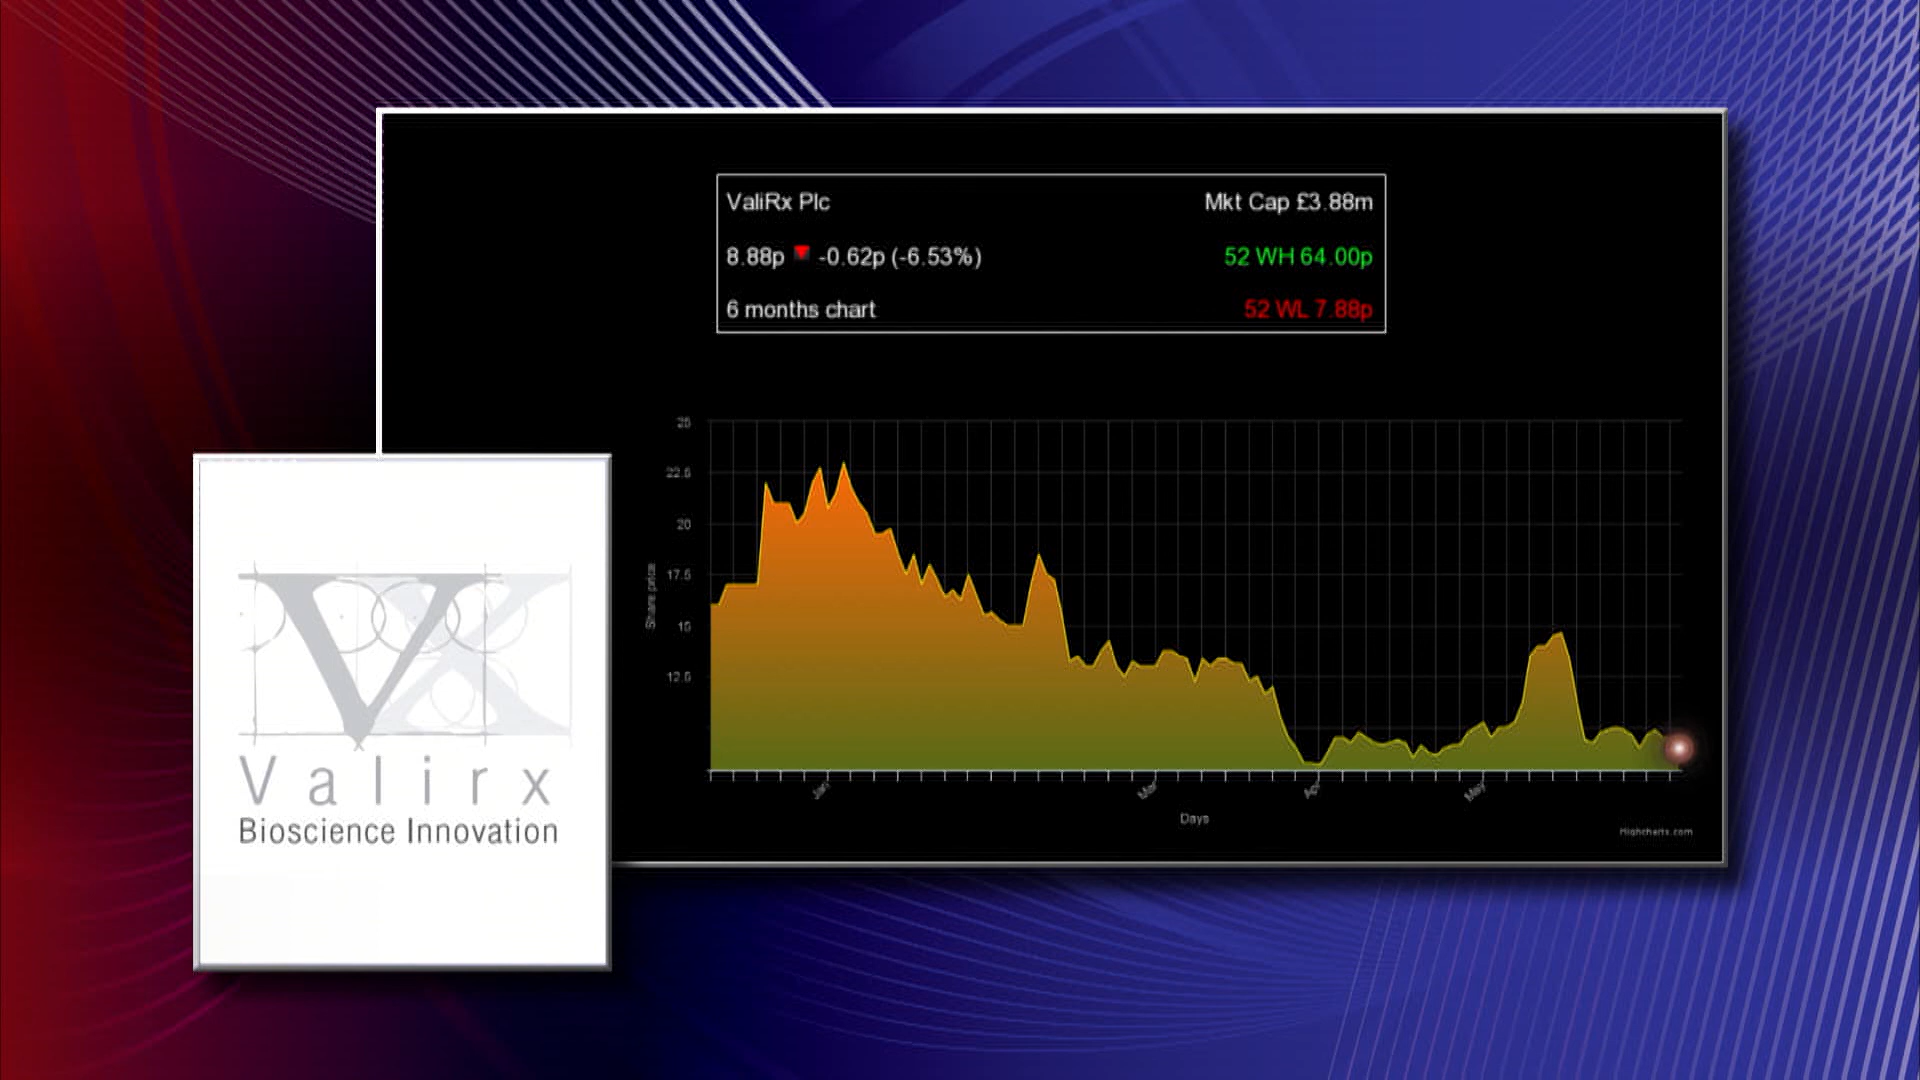 ValiRx Plc
Mkt Cap £3.88m
8.88p -0.62p (-6.53%)
52 WH 64.00p
6 months chart
52 WL 7.88p
25
22.5
20
17.5
15
12.5
Share price
Jan
Mar
Apr
May
Days
Highcharts.com
Valirx
Bioscience Innovation